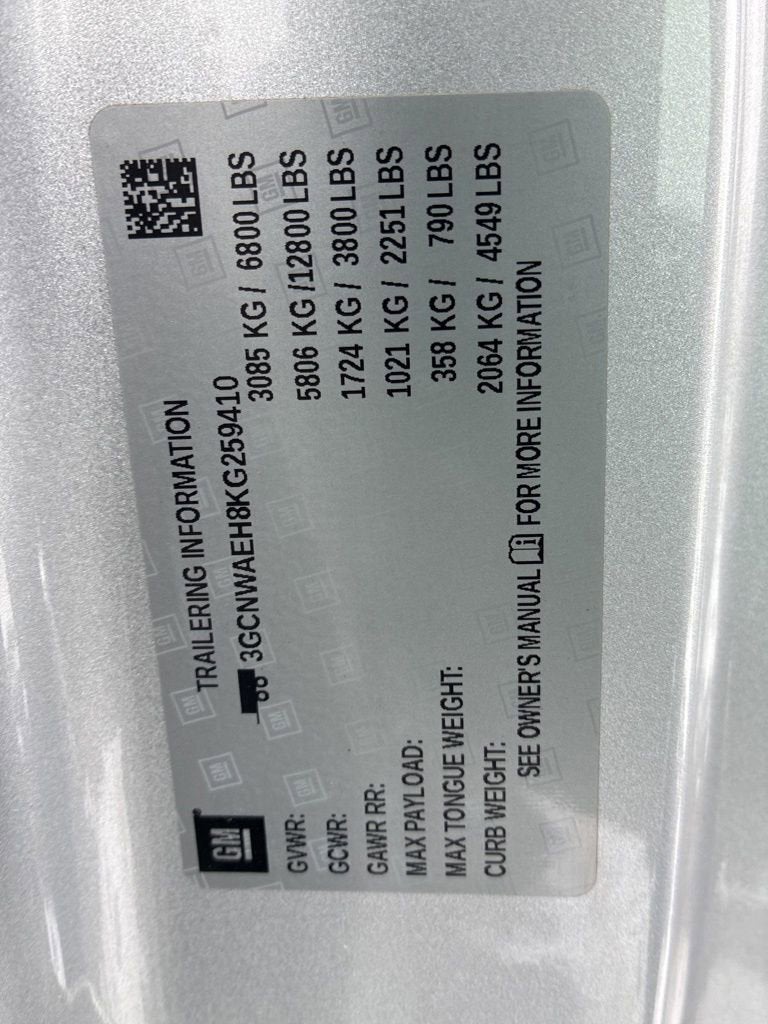 GM
TRAILERING INFORMATION
3GCNWAEH8KG259410
GVWR: 3085 KG / 6800 LBS
GCWR: 5806 KG /12800 LBS
GAWR RR: 1724 KG / 3800 LBS
MAX PAYLOAD: 1021 KG / 2251 LBS
MAX TONGUE WEIGHT: 358 KG / 790 LBS
CURB WEIGHT: 2064 KG / 4549 LBS
SEE OWNER'S MANUAL FOR MORE INFORMATION